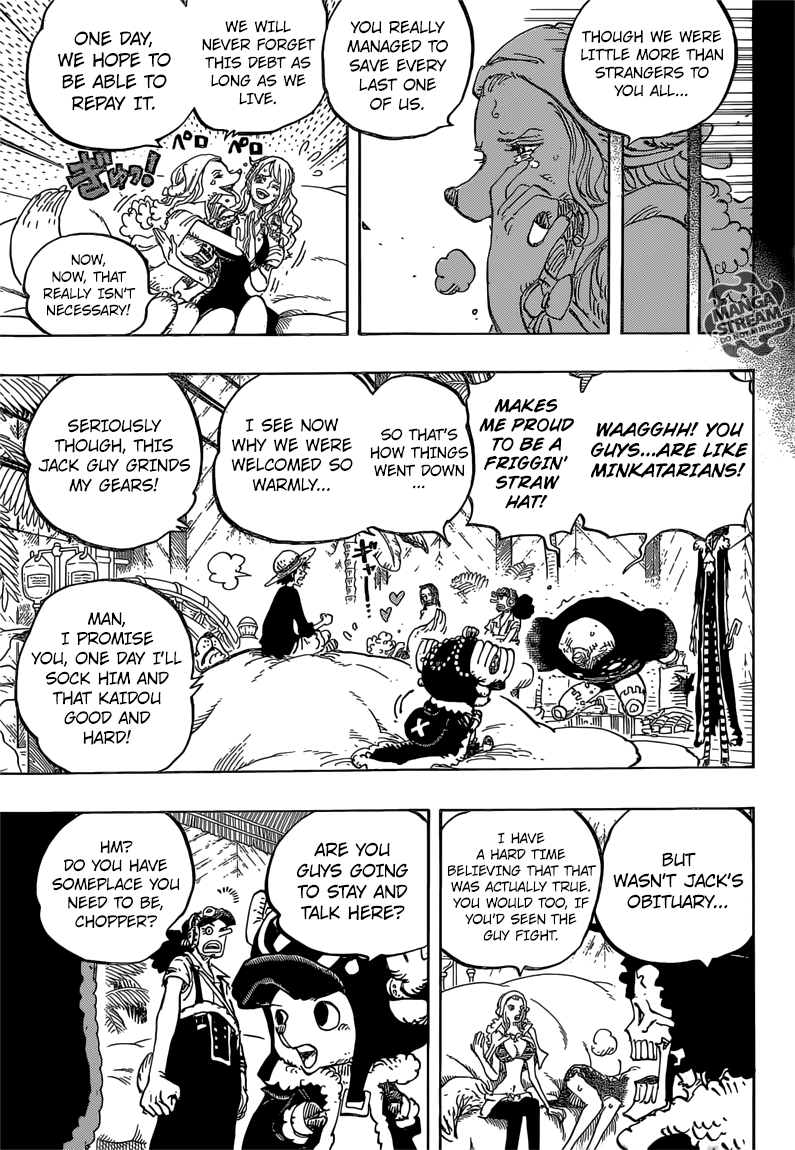 THOUGH WE WERE
LITTLE MORE THAN
STRANGERS TO
YOU ALL...
YOU REALLY
MANAGED TO
SAVE EVERY
LAST ONE
OF US.
WE WILL
NEVER FORGET
THIS DEBT AS
LONG AS WE
LIVE.
ONE DAY,
WE HOPE TO
BE ABLE TO
REPAY IT.
ペロ
ペロ
ぎゅっ!
NOW,
NOW, THAT
REALLY ISN'T
NECESSARY!
MANGA
STREAM
DO NOT MIRROR
WAAGGHH! YOU
GUYS...ARE LIKE
MINKATARIANS!
MAKES
ME PROUD
TO BE A
FRIGGIN'
STRAW
HAT!
SO THAT'S
HOW THINGS
WENT DOWN
...
I SEE NOW
WHY WE WERE
WELCOMED SO
WARMLY...
SERIOUSLY
THOUGH, THIS
JACK GUY GRINDS
MY GEARS!
MAN,
I PROMISE
YOU, ONE DAY I'LL
SOCK HIM AND
THAT KAIDOU
GOOD AND
HARD!
BUT
WASN'T JACK'S
OBITUARY...
I HAVE
A HARD TIME
BELIEVING THAT THAT
WAS ACTUALLY TRUE.
YOU WOULD TOO, IF
YOU'D SEEN THE
GUY FIGHT.
ARE YOU
GUYS GOING
TO STAY AND
TALK HERE?
HM?
DO YOU HAVE
SOMEPLACE YOU
NEED TO BE,
CHOPPER?